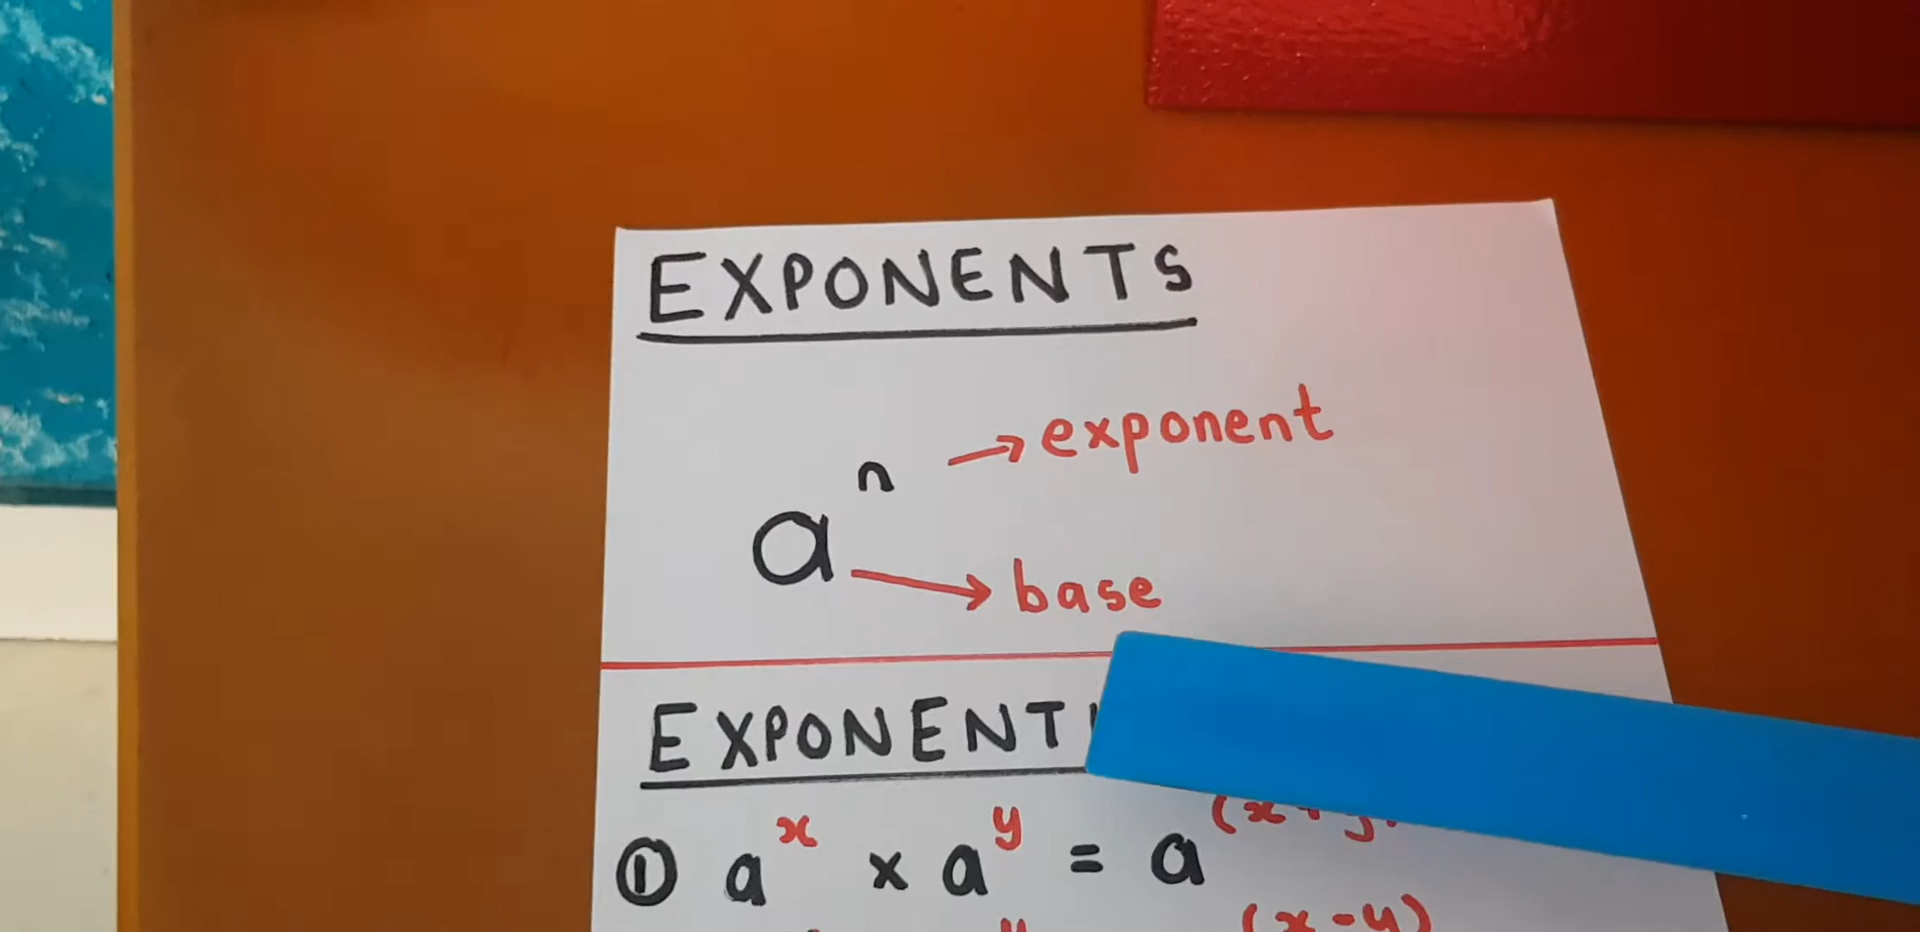 EXPONENTS
n → exponent
a → base
EXPONENT
① a^x × a^y = a^(x+y)
y (x-y)